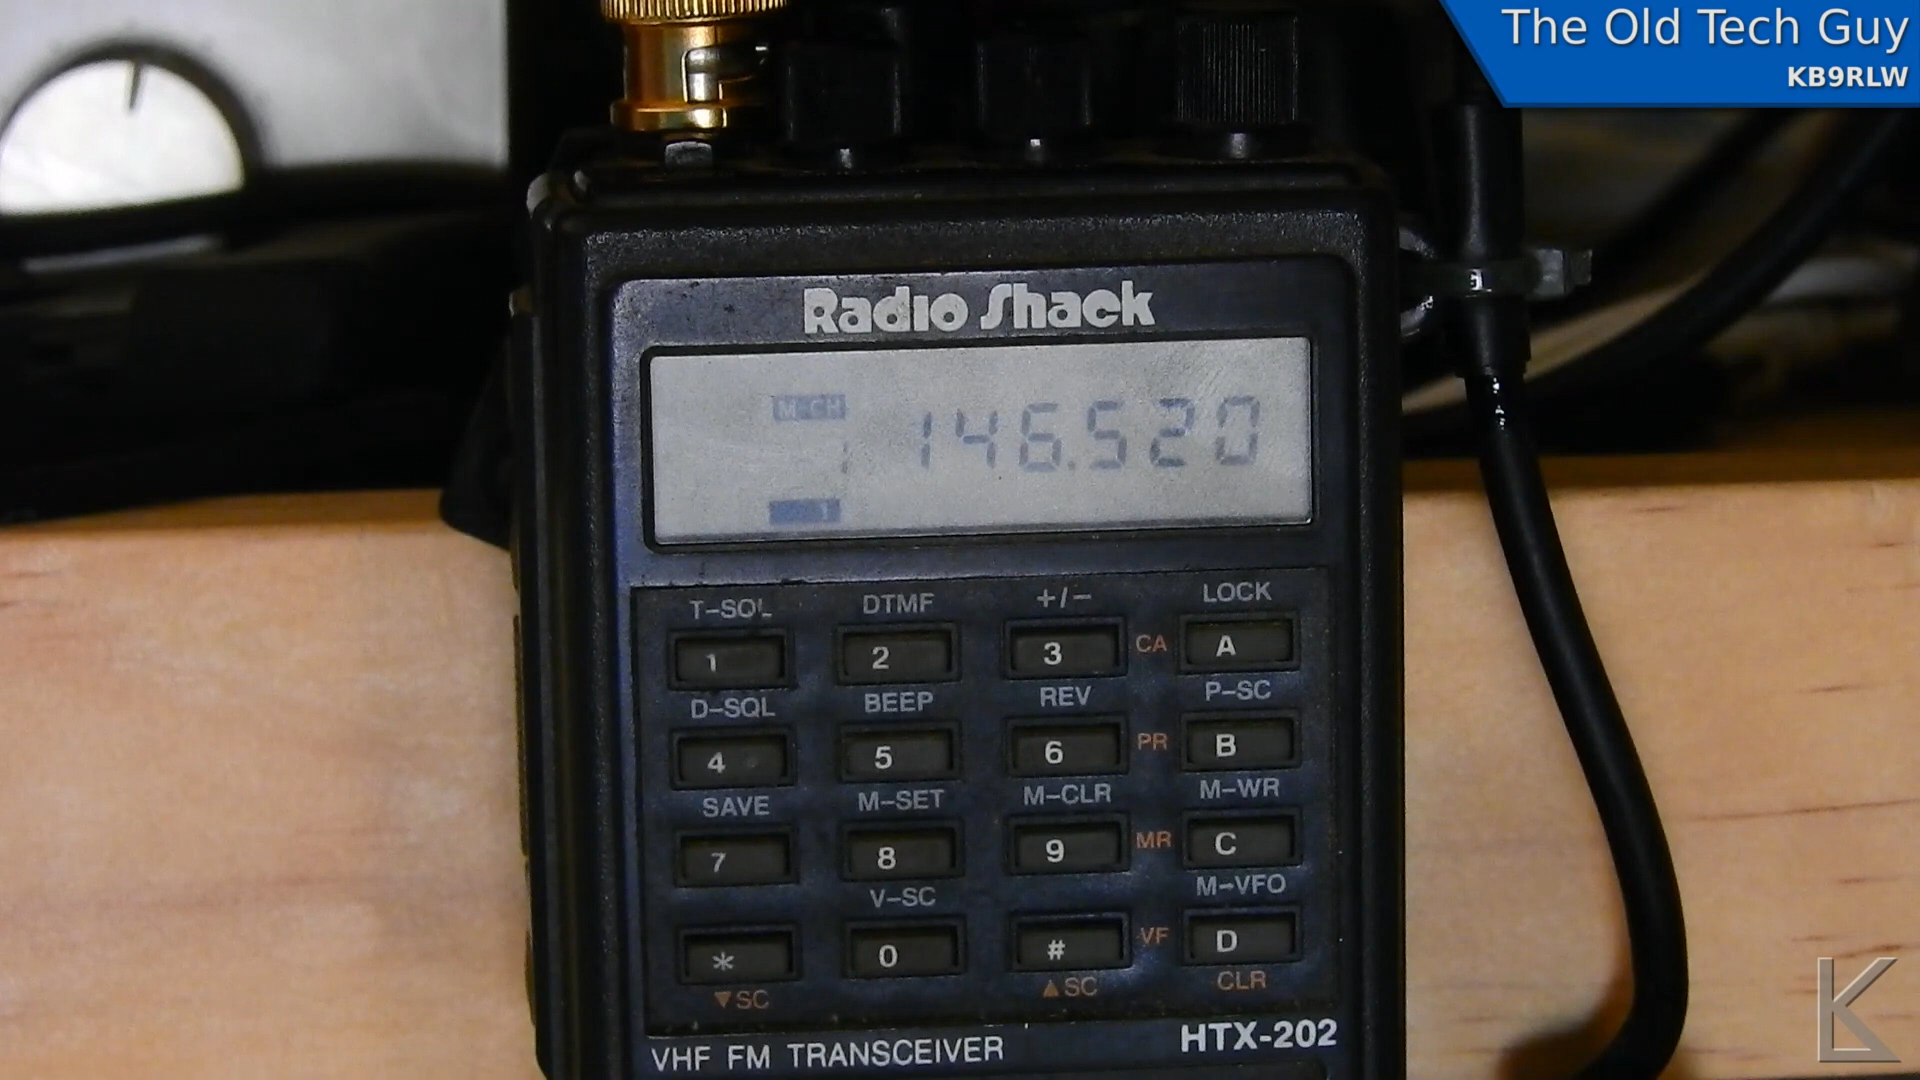 The Old Tech Guy
KB9RLW
Radio Shack
M-CH
1 146.520
T-SQL DTMF +/- LOCK
1 2 3 CA A
D-SQL BEEP REV P-SC
4 5 6 PR B
SAVE M-SET M-CLR M-WR
7 8 9 MR C
V-SC M-VFO
* 0 # VF D
▼SC ▲SC CLR
VHF FM TRANSCEIVER HTX-202
K